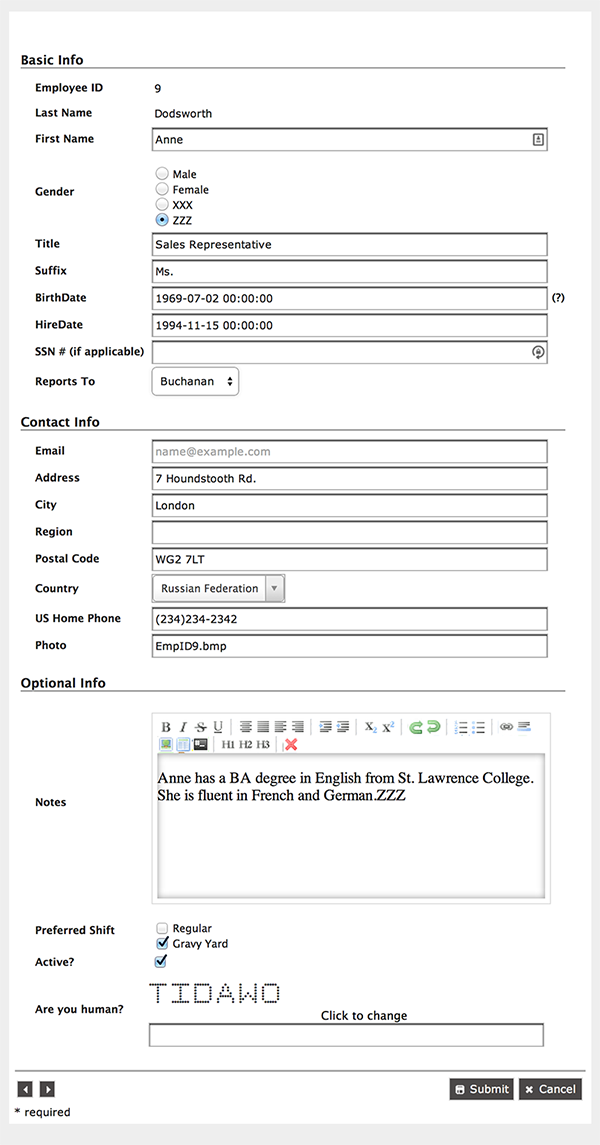 Basic Info
Employee ID 9
Last Name Dodsworth
First Name Anne
Male
Gender Female
XXX
ZZZ
Title Sales Representative
Suffix Ms.
BirthDate 1969-07-02 00:00:00 (?)
HireDate 1994-11-15 00:00:00
SSN # (if applicable)
Reports To Buchanan
Contact Info
Email name@example.com
Address 7 Houndstooth Rd.
City London
Region
Postal Code WG2 7LT
Country Russian Federation
US Home Phone (234)234-2342
Photo EmpID9.bmp
Optional Info
B I S U X₂ X²
H1 H2 H3
Anne has a BA degree in English from St. Lawrence College.
She is fluent in French and German.ZZZ
Notes
Preferred Shift Regular
Gravy Yard
Active?
TIDAWO
Are you human? Click to change
Submit Cancel
* required